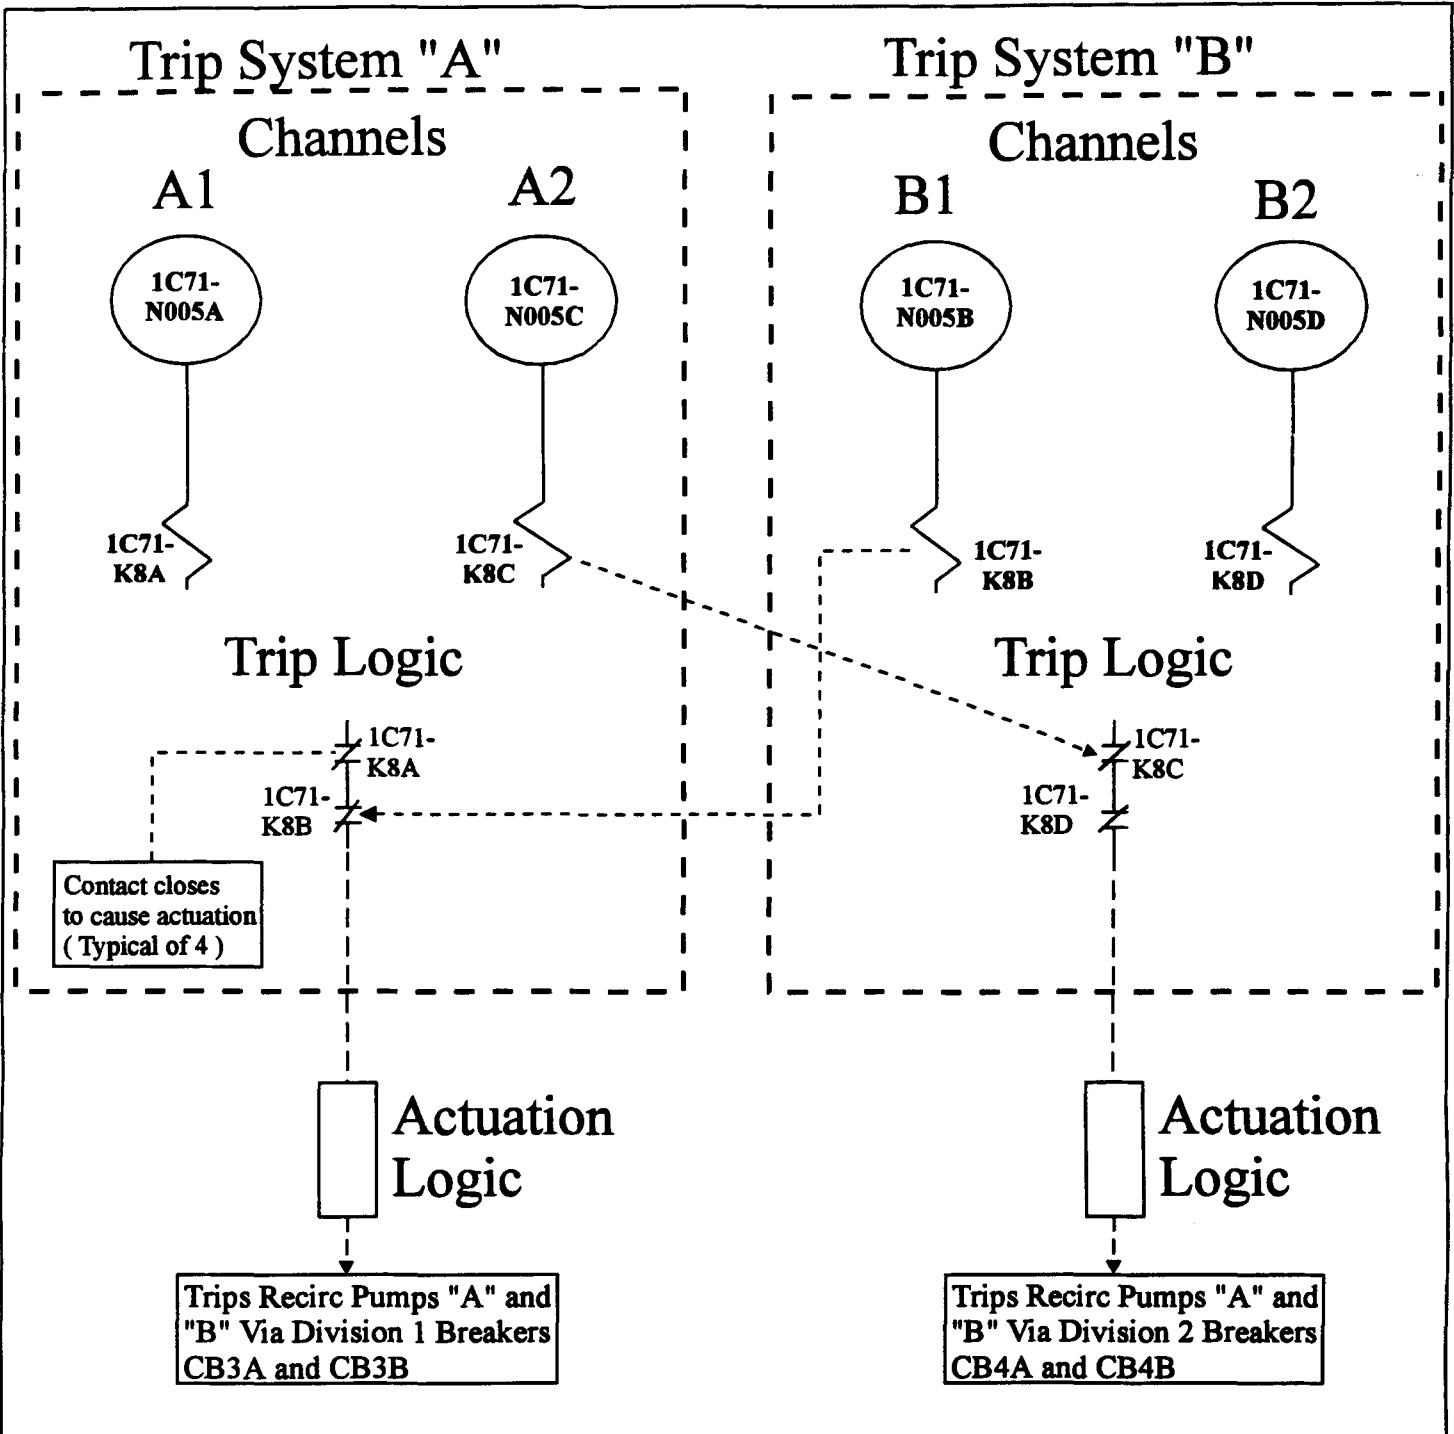 Trip System "A"
Channels
A1
A2
1C71-
N005A
1C71-
N005C
1C71-
K8A
1C71-
K8C
Trip Logic
1C71-
K8A
1C71-
K8B
Contact closes
to cause actuation
( Typical of 4 )
Actuation
Logic
Trips Recirc Pumps "A" and
"B" Via Division 1 Breakers
CB3A and CB3B
Trip System "B"
Channels
B1
B2
1C71-
N005B
1C71-
N005D
1C71-
K8B
1C71-
K8D
Trip Logic
1C71-
K8C
1C71-
K8D
Actuation
Logic
Trips Recirc Pumps "A" and
"B" Via Division 2 Breakers
CB4A and CB4B